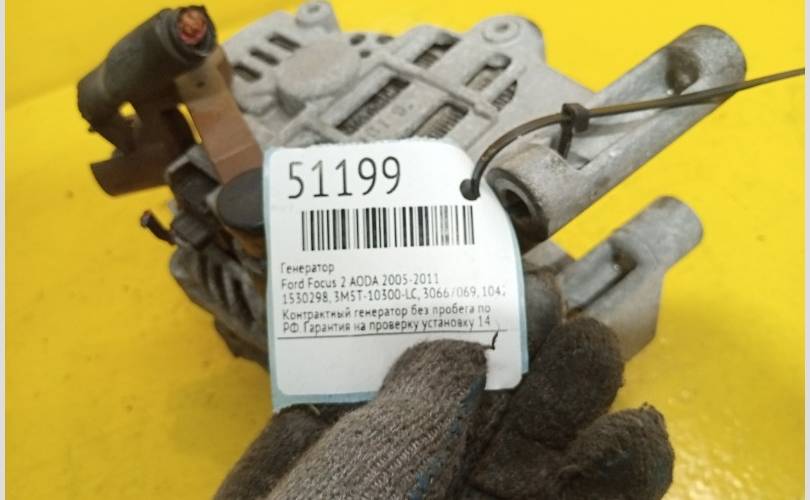 51199
Генератор
Ford Focus 2 AODA 2005-2011
1530298, 3M5T-10300-LC, 30667069, 104
Контрактный генератор без пробега по
РФ. Гарантия на проверку установку 14